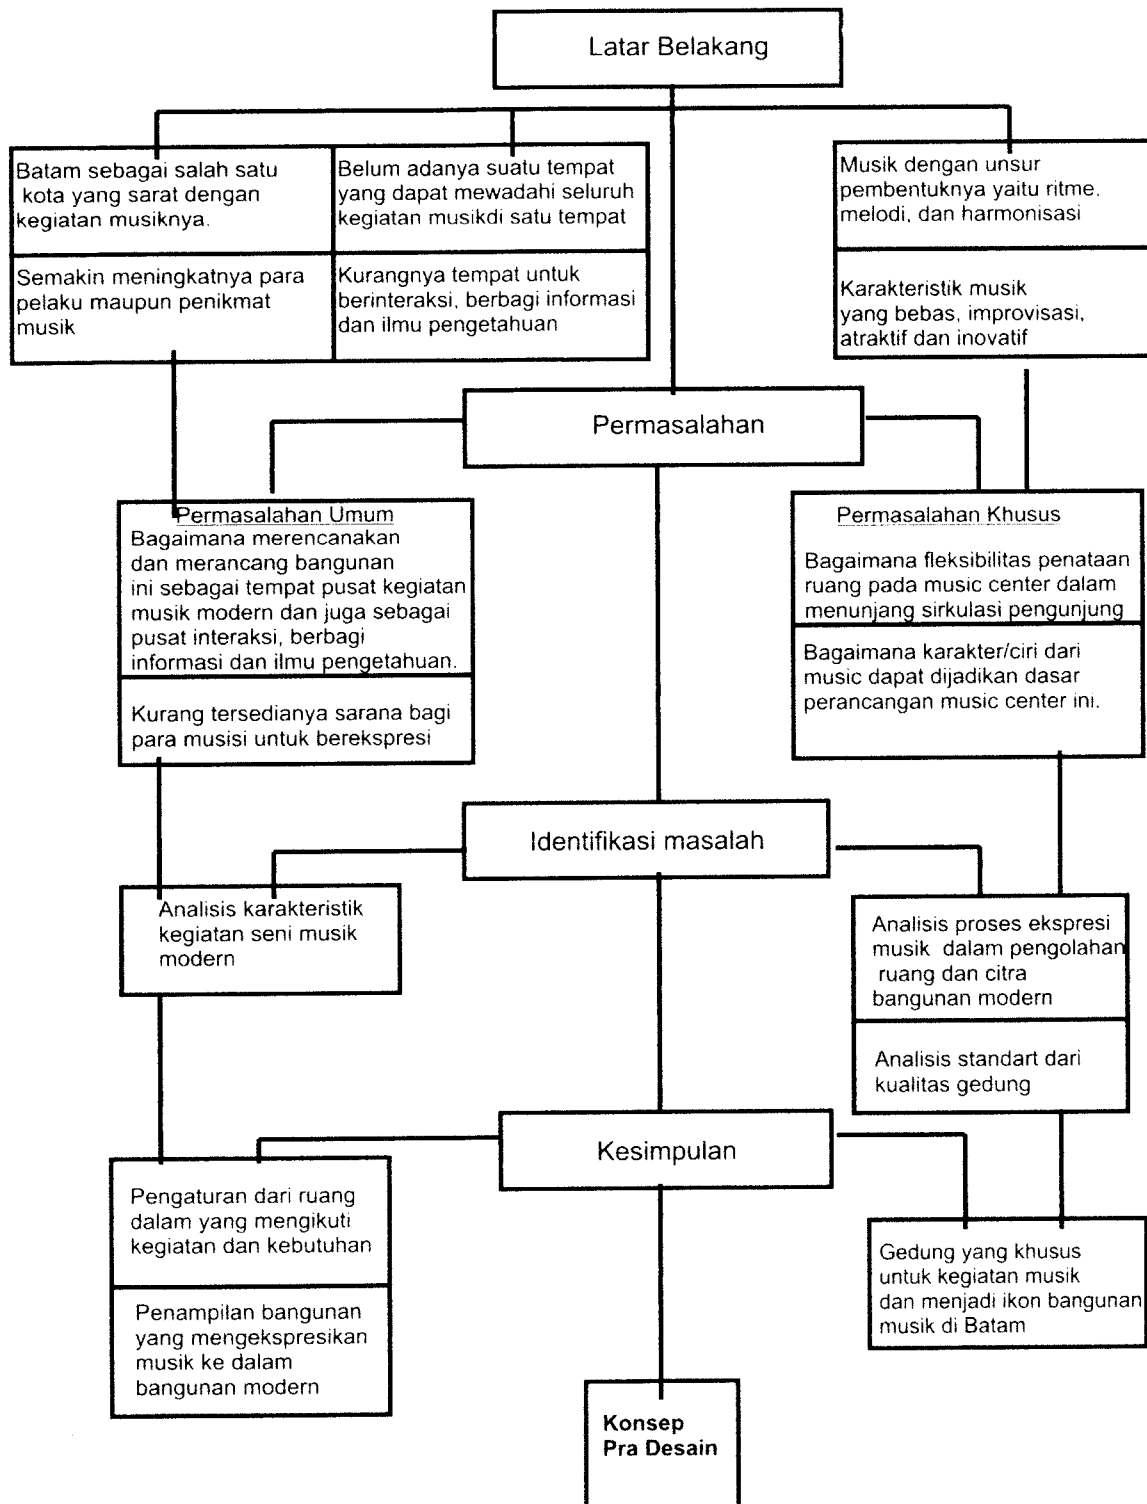 Latar Belakang
Batam sebagai salah satu
kota yang sarat dengan
kegiatan musiknya.
Belum adanya suatu tempat
yang dapat mewadahi seluruh
kegiatan musikdi satu tempat
Musik dengan unsur
pembentuknya yaitu ritme,
melodi, dan harmonisasi
Semakin meningkatnya para
pelaku maupun penikmat
musik
Kurangnya tempat untuk
berinteraksi, berbagi informasi
dan ilmu pengetahuan
Karakteristik musik
yang bebas, improvisasi,
atraktif dan inovatif
Permasalahan
Permasalahan Umum
Bagaimana merencanakan
dan merancang bangunan
ini sebagai tempat pusat kegiatan
musik modern dan juga sebagai
pusat interaksi, berbagi
informasi dan ilmu pengetahuan.
Kurang tersedianya sarana bagi
para musisi untuk berekspresi
Permasalahan Khusus
Bagaimana fleksibilitas penataan
ruang pada music center dalam
menunjang sirkulasi pengunjung
Bagaimana karakter/ciri dari
music dapat dijadikan dasar
perancangan music center ini.
Identifikasi masalah
Analisis karakteristik
kegiatan seni musik
modern
Analisis proses ekspresi
musik dalam pengolahan
ruang dan citra
bangunan modern
Analisis standart dari
kualitas gedung
Kesimpulan
Pengaturan dari ruang
dalam yang mengikuti
kegiatan dan kebutuhan
Penampilan bangunan
yang mengekspresikan
musik ke dalam
bangunan modern
Gedung yang khusus
untuk kegiatan musik
dan menjadi ikon bangunan
musik di Batam
Konsep
Pra Desain